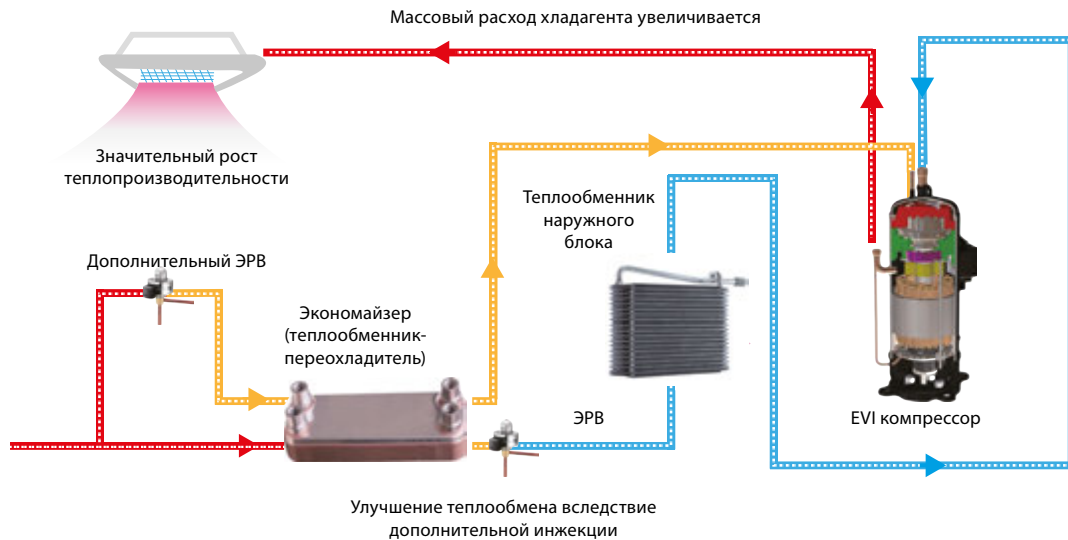 Массовый расход хладагента увеличивается
Значительный рост
теплопроизводительности
Теплообменник
наружного
блока
Дополнительный ЭРВ
Экономайзер
(теплообменник-
переохладитель)
ЭРВ
EVI компрессор
Улучшение теплообмена вследствие
дополнительной инжекции